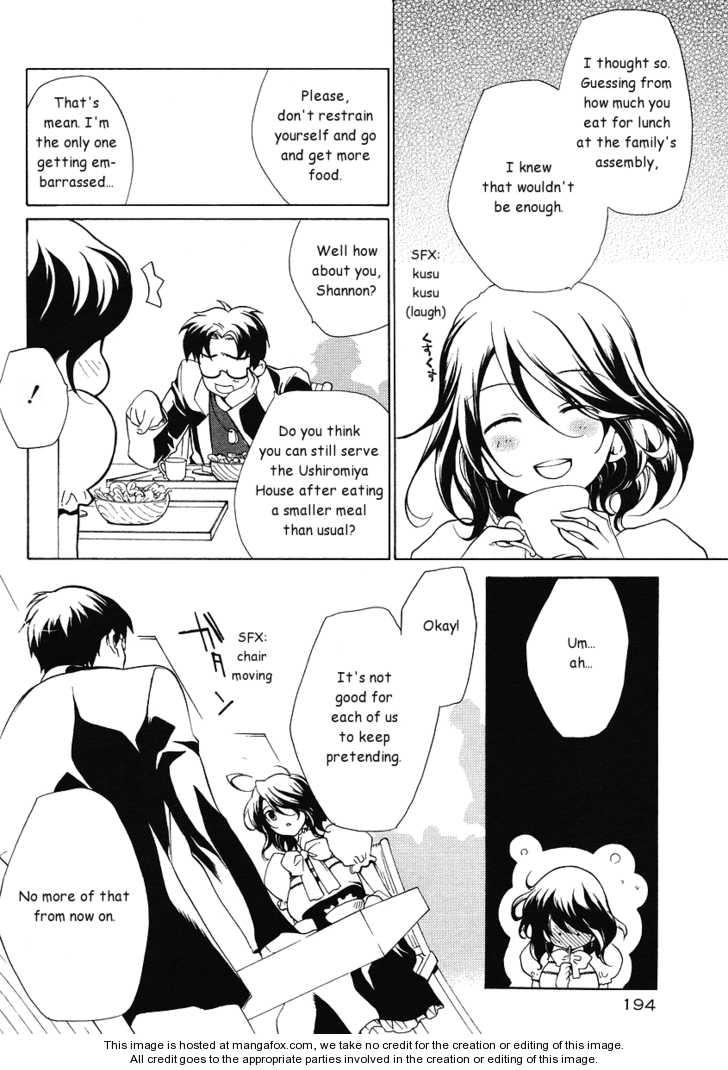 I thought so.
Guessing from
how much you
eat for lunch
at the family's
assembly,
I knew
that wouldn't
be enough.
SFX:
kusu
kusu
(laugh)
くすくす
Please,
don't restrain
yourself and go
and get more
food.
That's
mean. I'm
the only one
getting em-
barrassed...
Well how
about you,
Shannon?
!
Do you think
you can still serve
the Ushiromiya
House after eating
a smaller meal
than usual?
Um...
ah...
Okay!
It's not
good for
each of us
to keep
pretending.
SFX:
chair
moving
ガタン
No more of that
from now on.
194
This image is hosted at mangafox.com, we take no credit for the creation or editing of this image.
All credit goes to the appropriate parties involved in the creation or editing of this image.